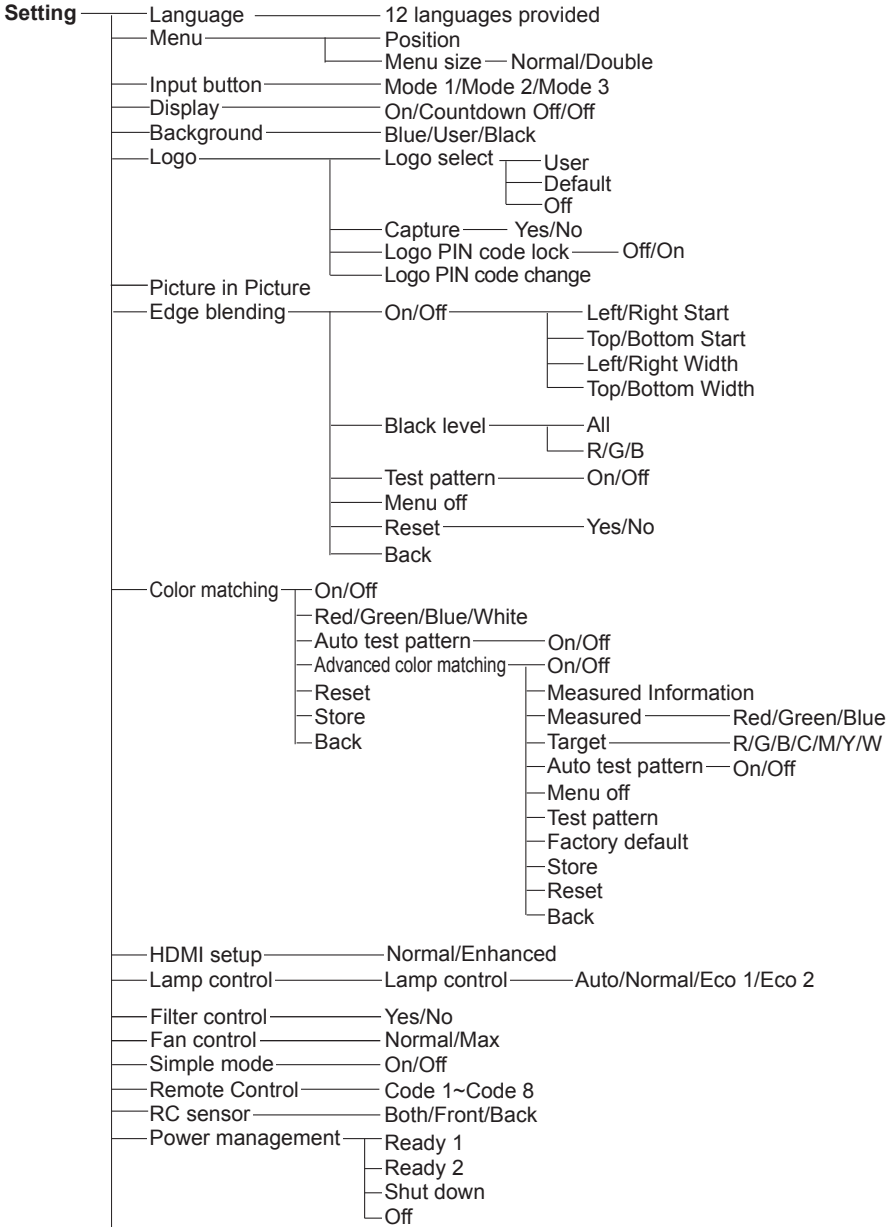 Setting Language 12 languages provided
Menu Position
Menu size Normal/Double
Input button Mode 1/Mode 2/Mode 3
Display On/Countdown Off/Off
Background Blue/User/Black
Logo Logo select User
Default
Off
Capture Yes/No
Logo PIN code lock Off/On
Logo PIN code change
Picture in Picture
Edge blending On/Off Left/Right Start
Top/Bottom Start
Left/Right Width
Top/Bottom Width
Black level All
R/G/B
Test pattern On/Off
Menu off
Reset Yes/No
Back
Color matching On/Off
Red/Green/Blue/White
Auto test pattern On/Off
Advanced color matching On/Off
Reset Measured Information
Store Measured Red/Green/Blue
Back Target R/G/B/C/M/Y/W
Auto test pattern On/Off
Menu off
Test pattern
Factory default
Store
Reset
Back
HDMI setup Normal/Enhanced
Lamp control Lamp control Auto/Normal/Eco 1/Eco 2
Filter control Yes/No
Fan control Normal/Max
Simple mode On/Off
Remote Control Code 1~Code 8
RC sensor Both/Front/Back
Power management Ready 1
Ready 2
Shut down
Off